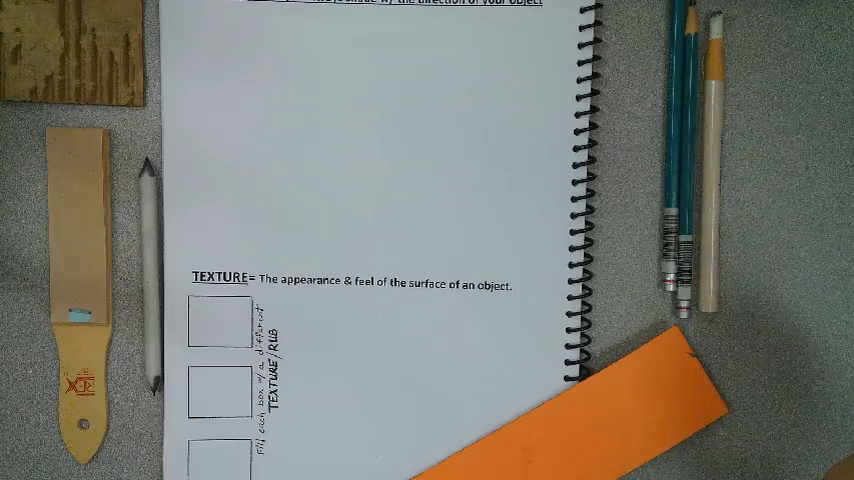 w/ the direction of your object
TEXTURE= The appearance & feel of the surface of an object.
Fill each box w/ a different
TEXTURE/RUB